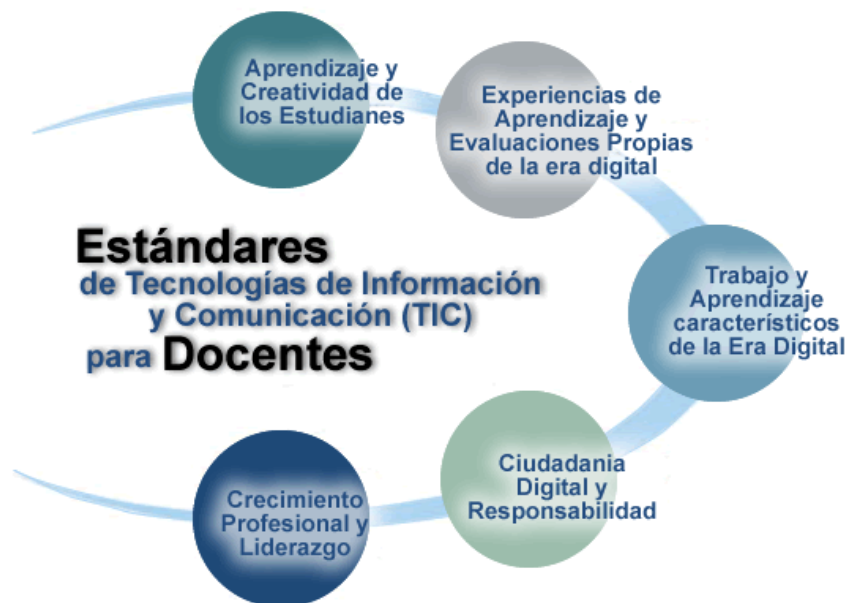 Aprendizaje y
Creatividad de
los Estudianes
Experiencias de
Aprendizaje y
Evaluaciones Propias
de la era digital
Estándares
de Tecnologías de Información
y Comunicación (TIC)
para Docentes
Trabajo y
Aprendizaje
característicos
de la Era Digital
Ciudadania
Digital y
Responsabilidad
Crecimiento
Profesional y
Liderazgo